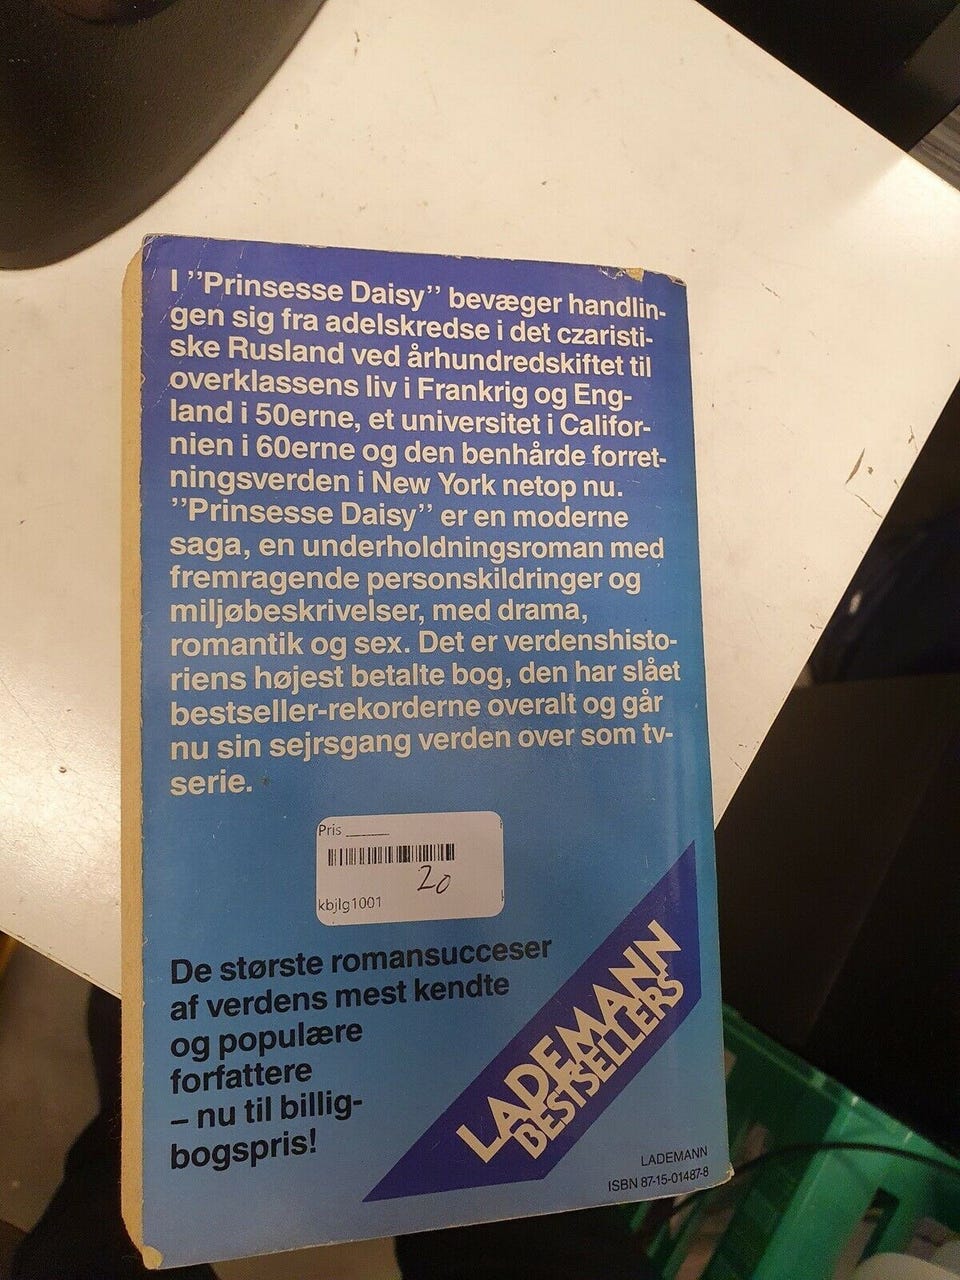 I ”Prinsesse Daisy” bevæger handlin-
gen sig fra adelskredse i det czaristi-
ske Rusland ved århundredskiftet til
overklassens liv i Frankrig og Eng-
land i 50erne, et universitet i Califor-
nien i 60erne og den benhårde forret-
ningsverden i New York netop nu.
”Prinsesse Daisy” er en moderne
saga, en underholdningsroman med
fremragende personskildringer og
miljøbeskrivelser, med drama,
romantik og sex. Det er verdenshisto-
riens højest betalte bog, den har slået
bestseller-rekorderne overalt og går
nu sin sejrsgang verden over som tv-
serie.
Pris ______
20
kbjlg1001
De største romansucceser
af verdens mest kendte
og populære
forfattere
– nu til billig-
bogspris!
LADEMANN
BESTSELLERS
LADEMANN
ISBN 87-15-01487-8